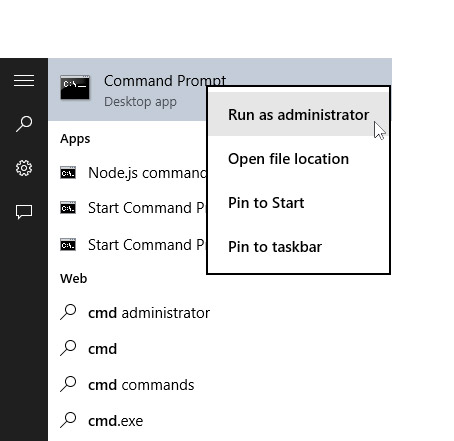 Command Prompt
Desktop app
Run as administrator
Apps
Open file location
Node.js command
Start Command P
Pin to Start
Start Command P
Pin to taskbar
Web
cmd administrator
cmd
cmd commands
cmd.exe